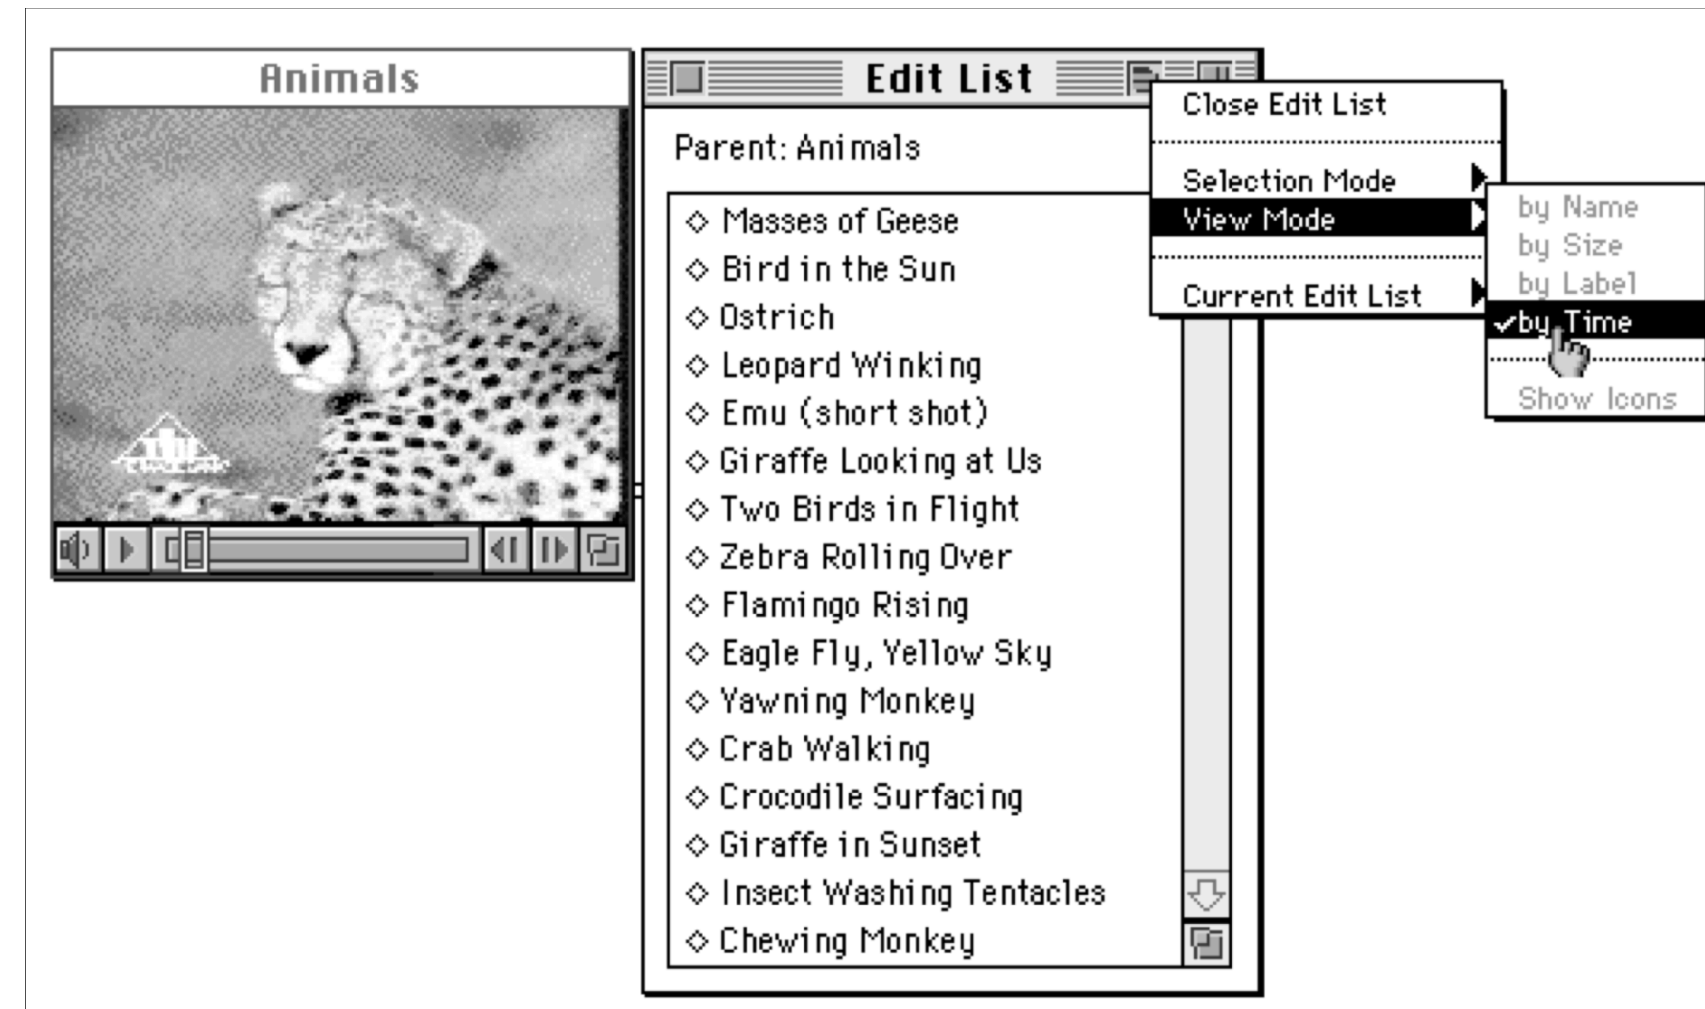 Animals
Edit List
Parent: Animals
Masses of Geese
Bird in the Sun
Ostrich
Leopard Winking
Emu (short shot)
Giraffe Looking at Us
Two Birds in Flight
Zebra Rolling Over
Flamingo Rising
Eagle Fly, Yellow Sky
Yawning Monkey
Crab Walking
Crocodile Surfacing
Giraffe in Sunset
Insect Washing Tentacles
Chewing Monkey
Close Edit List
Selection Mode
View Mode
Current Edit List
by Name
by Size
by Label
by Time
Show Icons